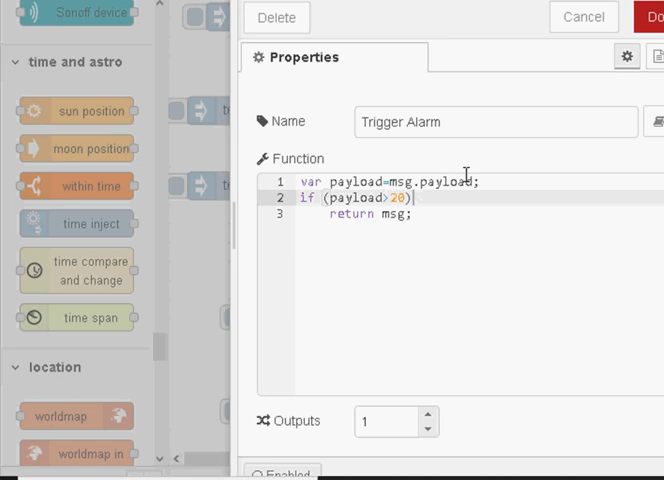 Sonoff device
time and astro
sun position
moon position
within time
time inject
time compare
and change
time span
location
worldmap
worldmap in
Delete
Cancel
Do
Properties
Name
Trigger Alarm
Function
1 var payload=msg.payload;
2 if (payload>20)
3 return msg;
Outputs
1
Enabled